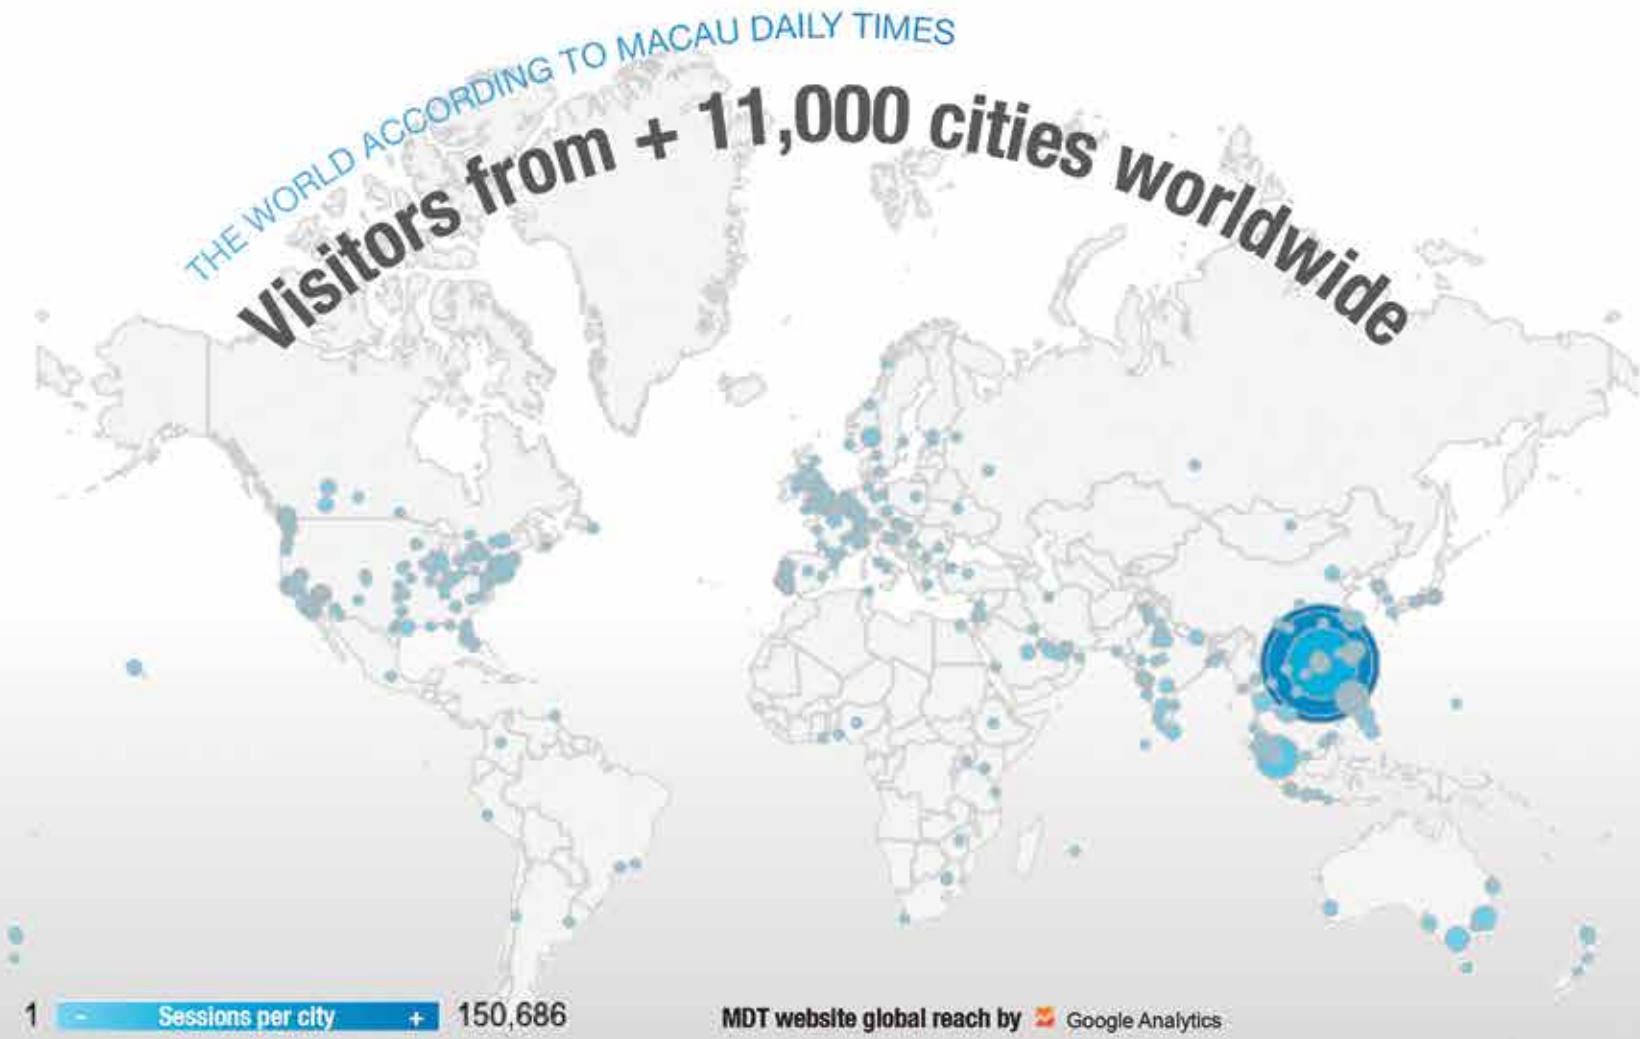 THE WORLD ACCORDING TO MACAU DAILY TIMES
Visitors from + 11,000 cities worldwide
1 - Sessions per city + 150,686
MDT website global reach by Google Analytics